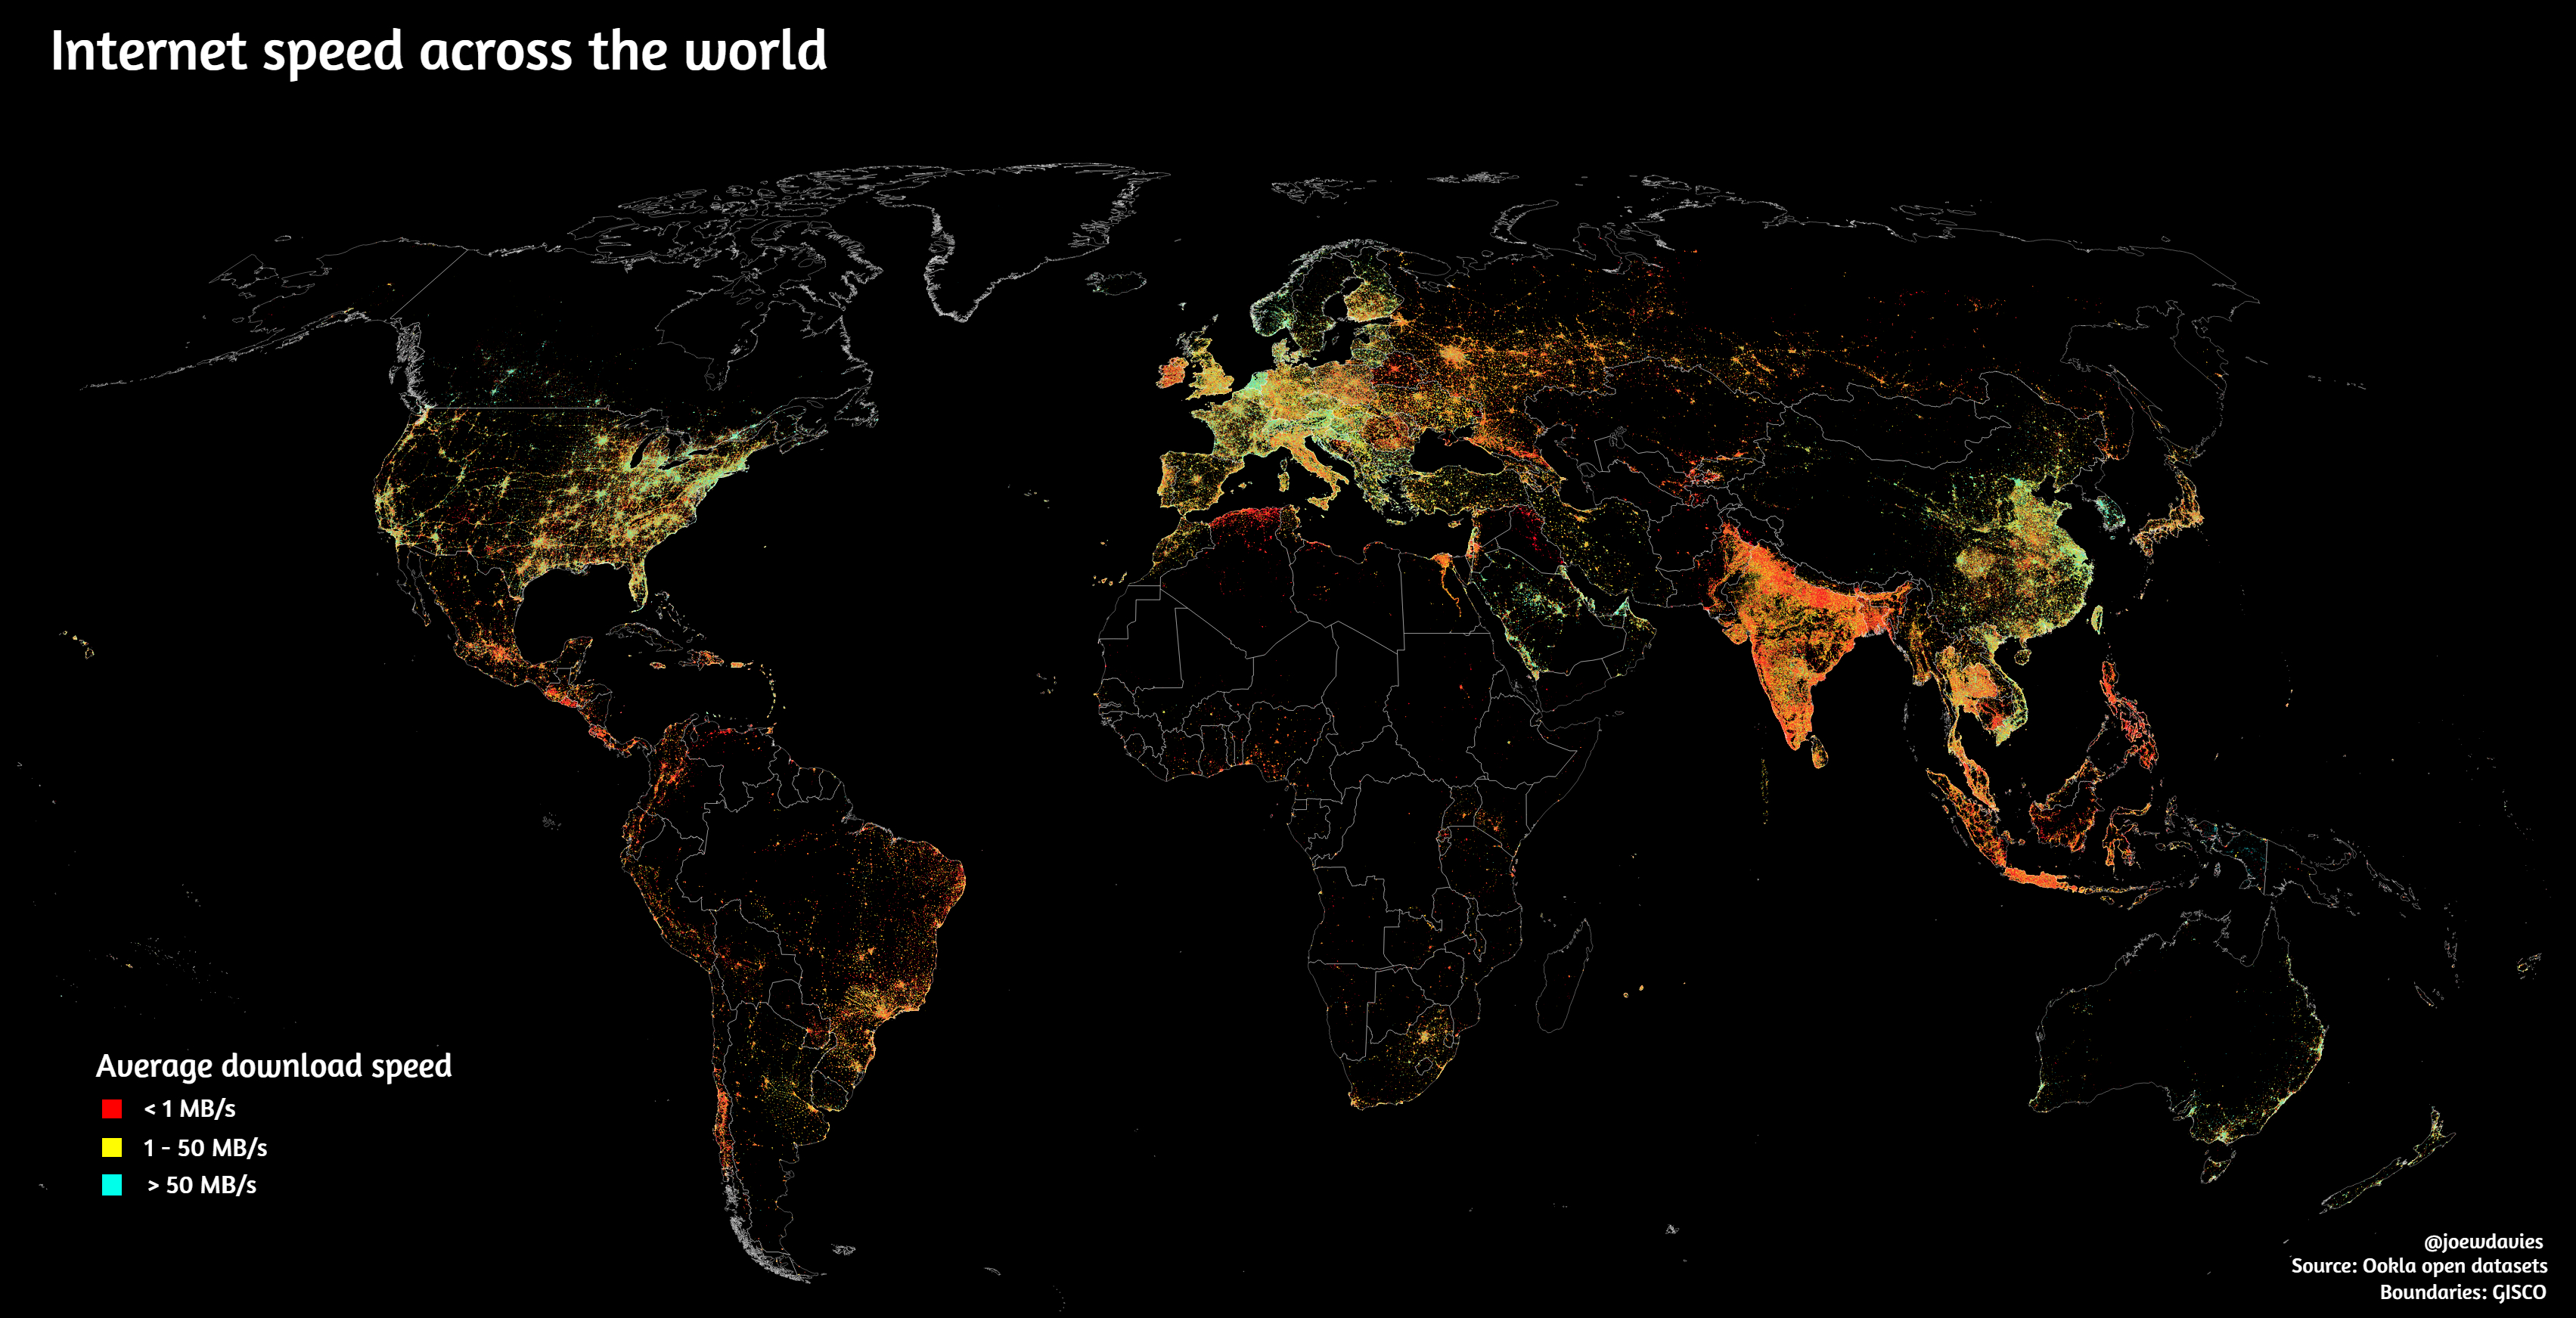 Internet speed across the world
Average download speed
< 1 MB/s
1 - 50 MB/s
> 50 MB/s
@joewdavies
Source: Ookla open datasets
Boundaries: GISCO